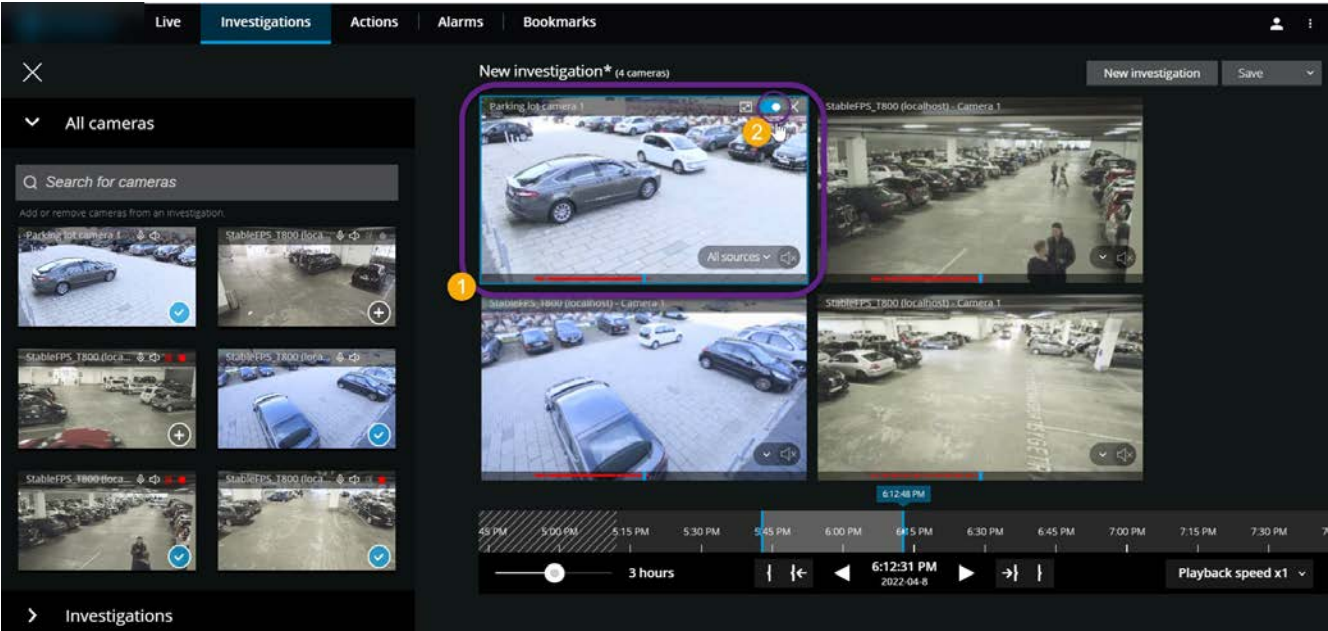 Live Investigations Actions Alarms Bookmarks
New investigation* (4 cameras)
New investigation Save
All cameras
Search for cameras
Add or remove cameras from an investigation.
Parking lot camera 1
StableFPS_T800 (loca...
StableFPS_T800 (loca...
StableFPS_T800 (loca...
StableFPS_T800 (loca...
StableFPS_T800 (loca...
Investigations
Parking lot camera 1
2
All sources
1
StableFPS_T800 (localhost) - Camera 1
StableFPS_T800 (localhost) - Camera 1
StableFPS_T800 (localhost) - Camera 1
6:12:48 PM
45 PM 5:00 PM 5:15 PM 5:30 PM 5:45 PM 6:00 PM 6:15 PM 6:30 PM 6:45 PM 7:00 PM 7:15 PM 7:30 PM 7
3 hours
6:12:31 PM
2022-04-8
Playback speed x1